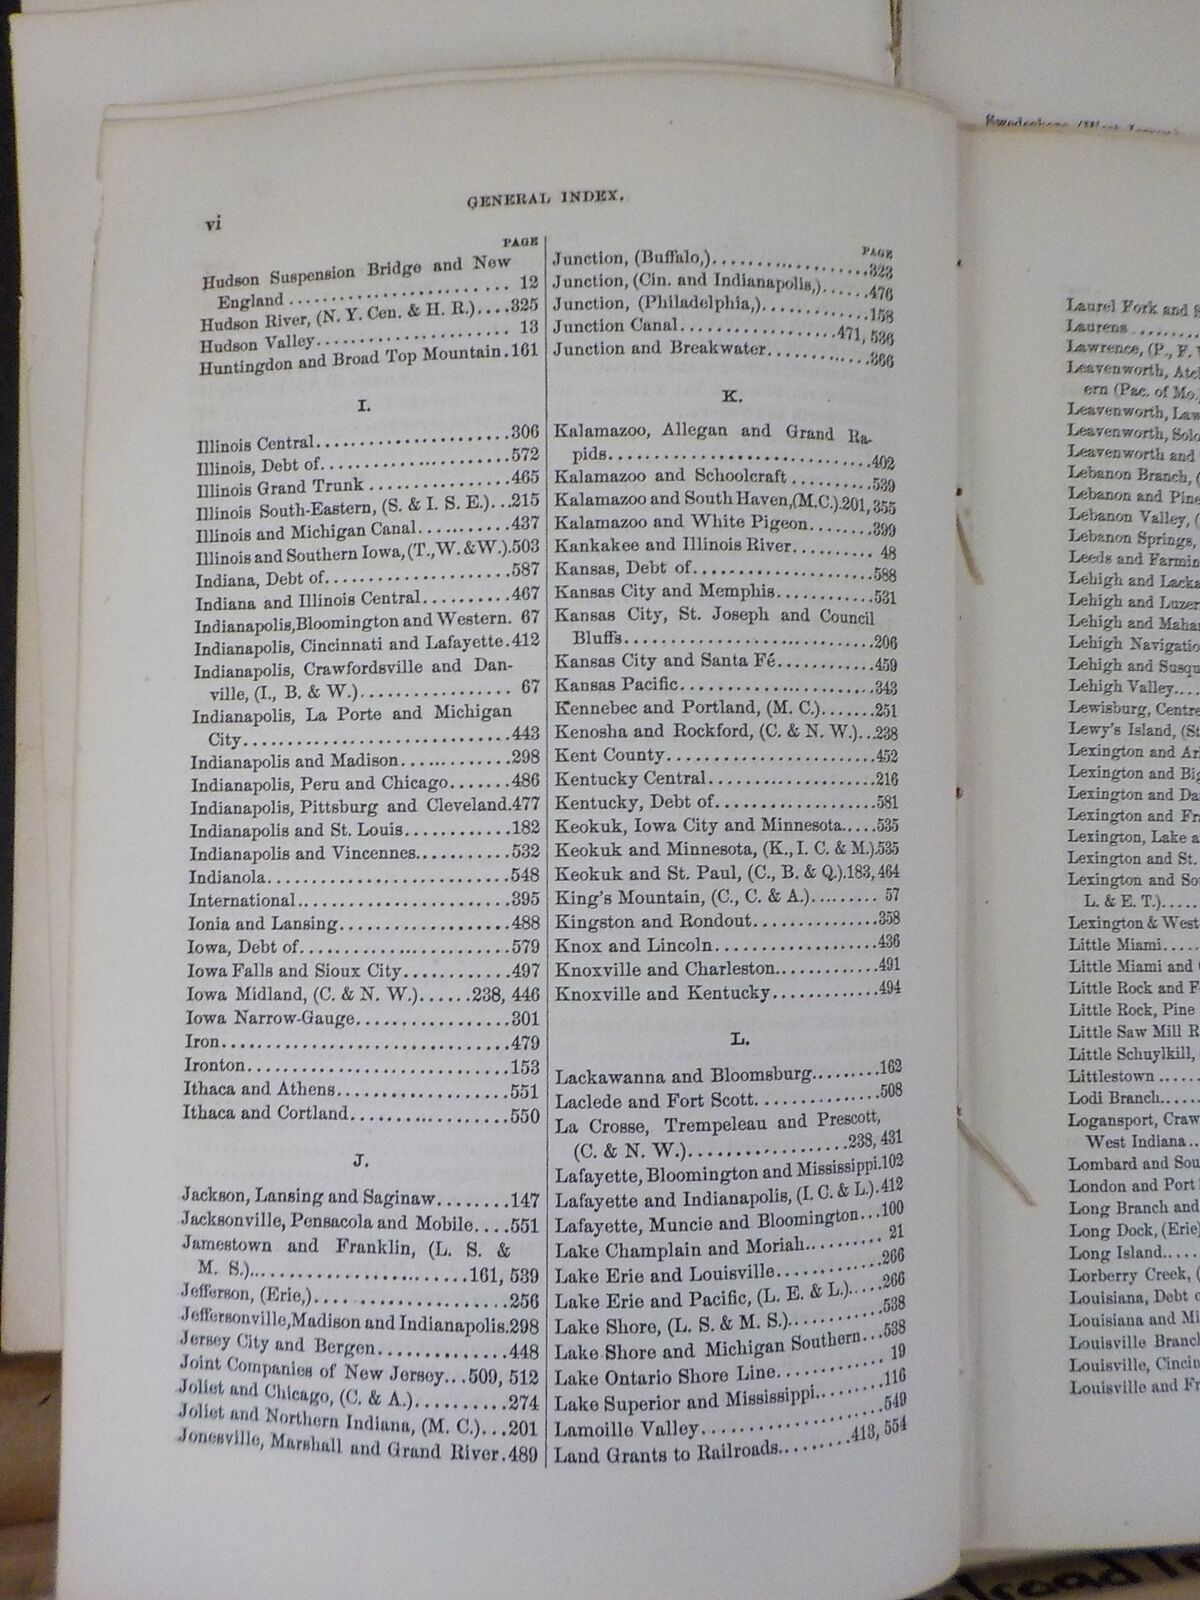 GENERAL INDEX.
vi
PAGE
Hudson Suspension Bridge and New
England........................ 12
Hudson River, (N. Y. Cen. & H. R.)....325
Hudson Valley........................ 13
Huntingdon and Broad Top Mountain.161
I.
Illinois Central.......................306
Illinois, Debt of.......................572
Illinois Grand Trunk.................465
Illinois South-Eastern, (S. & I. S. E.)...215
Illinois and Michigan Canal...........437
Illinois and Southern Iowa,(T.,W. &W.).503
Indiana, Debt of......................587
Indiana and Illinois Central..........467
Indianapolis,Bloomington and Western. 67
Indianapolis, Cincinnati and Lafayette.412
Indianapolis, Crawfordsville and Dan-
ville, (I., B. & W.)................. 67
Indianapolis, La Porte and Michigan
City...............................443
Indianapolis and Madison.............298
Indianapolis, Peru and Chicago........486
Indianapolis, Pittsburg and Cleveland.477
Indianapolis and St. Louis............182
Indianapolis and Vincennes...........532
Indianola.............................548
International.........................395
Ionia and Lansing.....................488
Iowa, Debt of.........................579
Iowa Falls and Sioux City.............497
Iowa Midland, (C. & N. W.)......238, 446
Iowa Narrow-Gauge..................301
Iron..................................479
Ironton...............................153
Ithaca and Athens....................551
Ithaca and Cortland..................550
J.
Jackson, Lansing and Saginaw........147
Jacksonville, Pensacola and Mobile....551
Jamestown and Franklin, (L. S. &
M. S.)..........................161, 539
Jefferson, (Erie,).......................256
Jeffersonville,Madison and Indianapolis.298
Jersey City and Bergen...............448
Joint Companies of New Jersey...509, 512
Joliet and Chicago, (C. & A.)............274
Joliet and Northern Indiana, (M. C.)...201
Jonesville, Marshall and Grand River.489
PAGE
Junction, (Buffalo,)....................323
Junction, (Cin. and Indianapolis,)......476
Junction, (Philadelphia,)..............158
Junction Canal..................471, 536
Junction and Breakwater.............366
K.
Kalamazoo, Allegan and Grand Ra-
pids................................402
Kalamazoo and Schoolcraft...........539
Kalamazoo and South Haven,(M.C.).201, 355
Kalamazoo and White Pigeon........399
Kankakee and Illinois River.......... 48
Kansas, Debt of......................588
Kansas City and Memphis............531
Kansas City, St. Joseph and Council
Bluffs..............................206
Kansas City and Santa Fé............459
Kansas Pacific........................343
Kennebec and Portland, (M. C.).......251
Kenosha and Rockford, (C. & N. W.)...238
Kent County..........................452
Kentucky Central.....................216
Kentucky, Debt of....................581
Keokuk, Iowa City and Minnesota.....535
Keokuk and Minnesota, (K., I. C. & M.).535
Keokuk and St. Paul, (C., B. & Q.).183, 464
King's Mountain, (C., C. & A.)......... 57
Kingston and Rondout...............358
Knox and Lincoln....................436
Knoxville and Charleston.............491
Knoxville and Kentucky..............494
L.
Lackawanna and Bloomsburg.........162
Laclede and Fort Scott................508
La Crosse, Trempeleau and Prescott,
(C. & N. W.)....................238, 431
Lafayette, Bloomington and Mississippi.102
Lafayette and Indianapolis, (I. C. & L.).412
Lafayette, Muncie and Bloomington...100
Lake Champlain and Moriah......... 21
Lake Erie and Louisville.............266
Lake Erie and Pacific, (L. E. & L.).....266
Lake Shore, (L. S. & M. S.)............538
Lake Shore and Michigan Southern...538
Lake Ontario Shore Line............ 19
Lake Superior and Mississippi........116
Lamoille Valley......................549
Land Grants to Railroads.........413, 554
Laurel Fork and
Laurens ........
Lawrence, (P., F.
Leavenworth,
ern (Pac. of Mo.
Leavenworth,
Leavenworth,
Leavenworth and
Lebanon Branch, (
Lebanon and
Lebanon Valley, (
Lebanon Springs,
Leeds and
Lehigh and
Lehigh and
Lehigh and
Lehigh
Lehigh and
Lehigh Valley....
Lewisburg,
Lewy's Island,
Lexington and
Lexington and
Lexington and
Lexington and
Lexington, Lake
Lexington and St.
Lexington and
L. & E. T.).....
Lexington & West
Little Miami.....
Little Miami and
Little Rock and
Little Rock, Pine
Little Saw Mill
Little Schuylkill,
Littlestown ......
Lodi Branch......
Logansport,
West Indiana..
Lombard and
London and Port
Long Branch and
Long Dock, (Erie)
Long Island......
Lorberry Creek, (
Louisiana, Debt
Louisiana and
Louisville
Louisville,
Louisville and